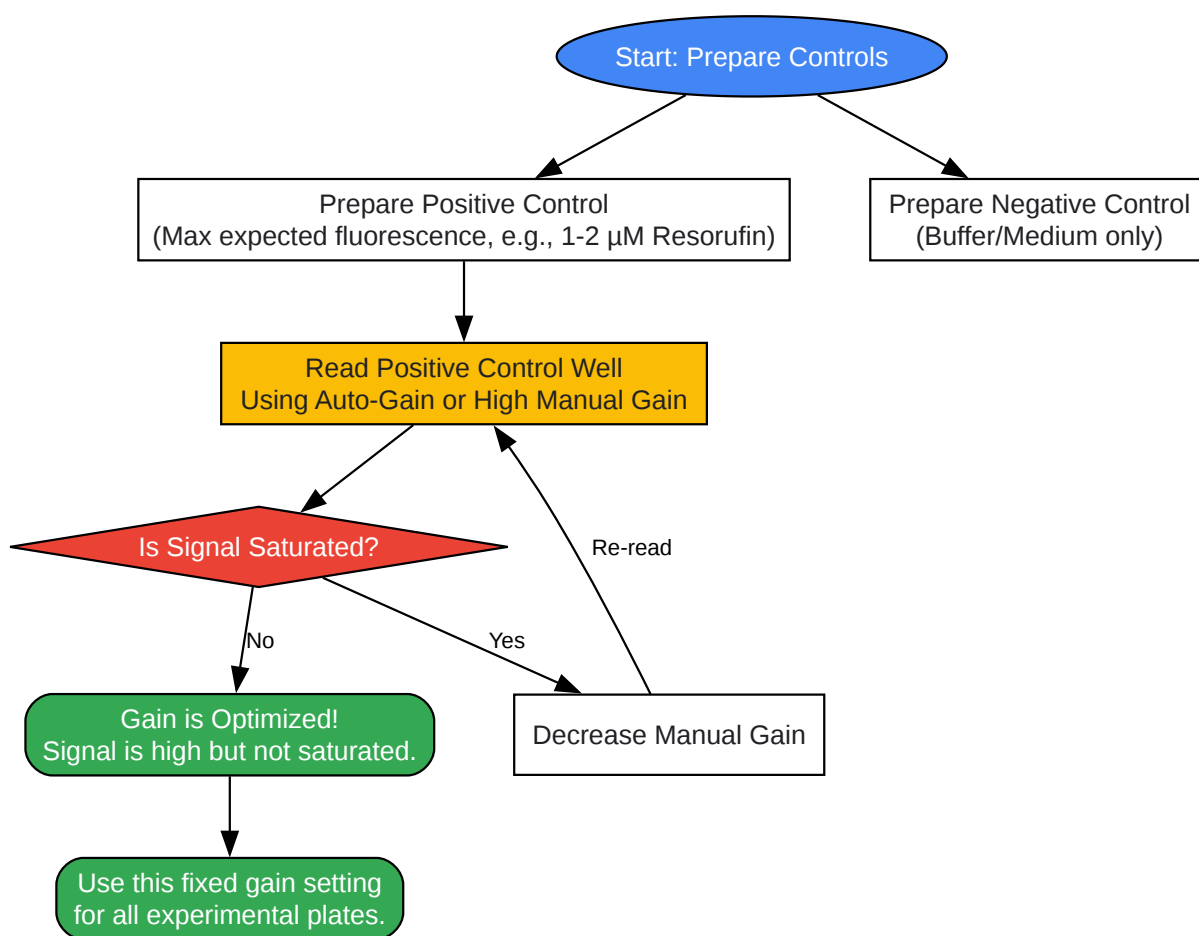 Start: Prepare Controls
Prepare Positive Control
(Max expected fluorescence, e.g., 1-2 µM Resorufin)
Prepare Negative Control
(Buffer/Medium only)
Read Positive Control Well
Using Auto-Gain or High Manual Gain
Is Signal Saturated?
Re-read
No
Yes
Gain is Optimized!
Signal is high but not saturated.
Decrease Manual Gain
Use this fixed gain setting
for all experimental plates.